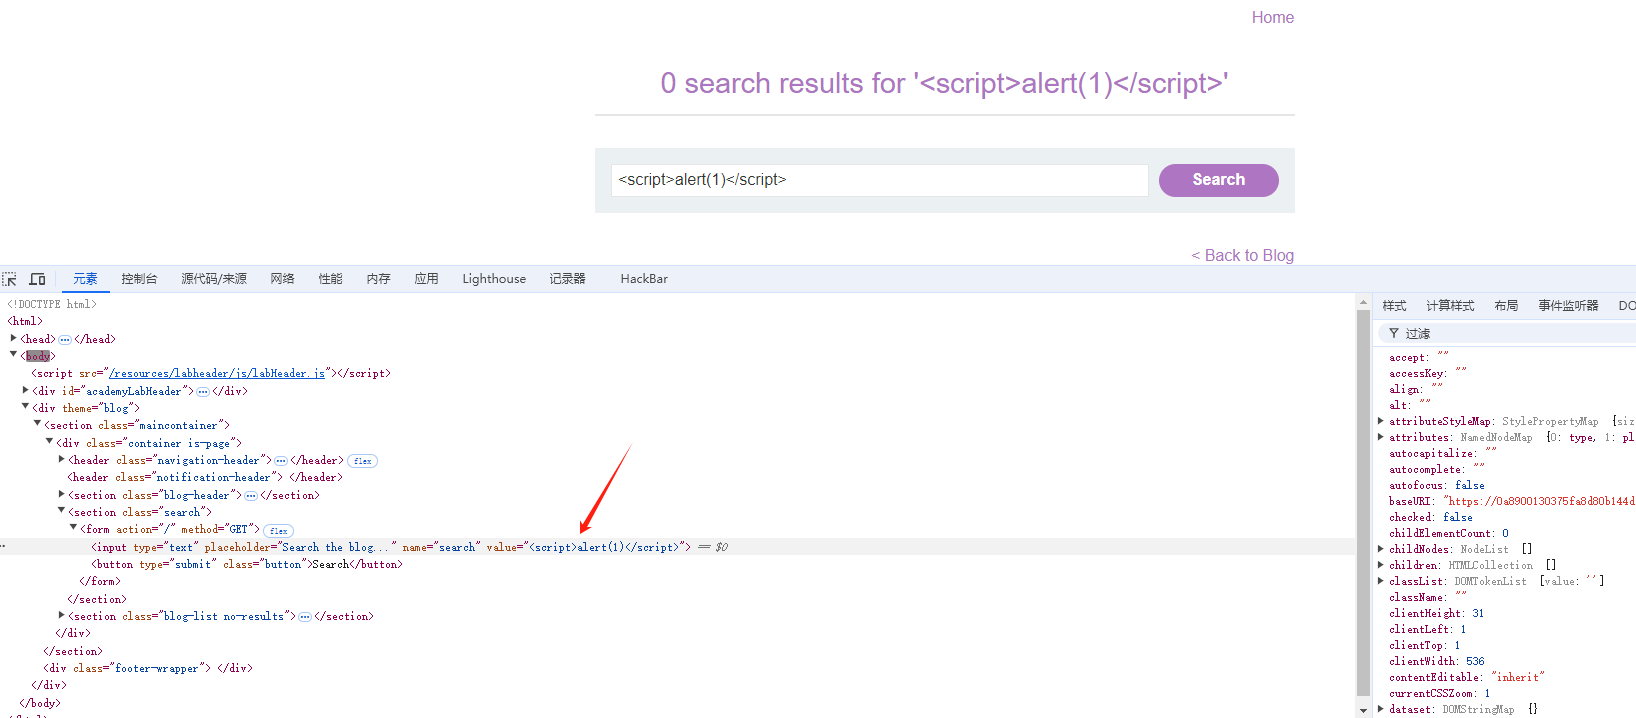 Home
0 search results for '<script>alert(1)</script>'
<script>alert(1)</script>
Search
< Back to Blog
元素 控制台 源代码/来源 网络 性能 内存 应用 Lighthouse 记录器 HackBar
<!DOCTYPE html>
<html>
<head> ••• </head>
<body>
<script src="/resources/labheader/js/labHeader.js"></script>
<div id="academyLabHeader"> ••• </div>
<div theme="blog">
<section class="maincontainer">
<div class="container is-page">
<header class="navigation-header"> ••• </header> flex
<header class="notification-header"> </header>
<section class="blog-header"> ••• </section>
<section class="search">
<form action="/" method="GET"> flex
<input type="text" placeholder="Search the blog..." name="search" value="<script>alert(1)</script>"> == $0
<button type="submit" class="button">Search</button>
</form>
</section>
<section class="blog-list no-results"> ••• </section>
</div>
</section>
<div class="footer-wrapper"> </div>
</div>
</body>
样式 计算样式 布局 事件监听器 DO
过滤
accept: ""
accessKey: ""
align: ""
alt: ""
attributeStyleMap: StylePropertyMap {siz
attributes: NamedNodeMap {0: type, 1: pl
autocapitalize: ""
autocomplete: ""
autofocus: false
baseURI: "https://0a8900130375fa8d80b144d
checked: false
childElementCount: 0
childNodes: NodeList []
children: HTMLCollection []
classList: DOMTokenList [value: '']
className: ""
clientHeight: 31
clientLeft: 1
clientTop: 1
clientWidth: 536
contentEditable: "inherit"
currentCSSZoom: 1
dataset: DOMStringMap {}